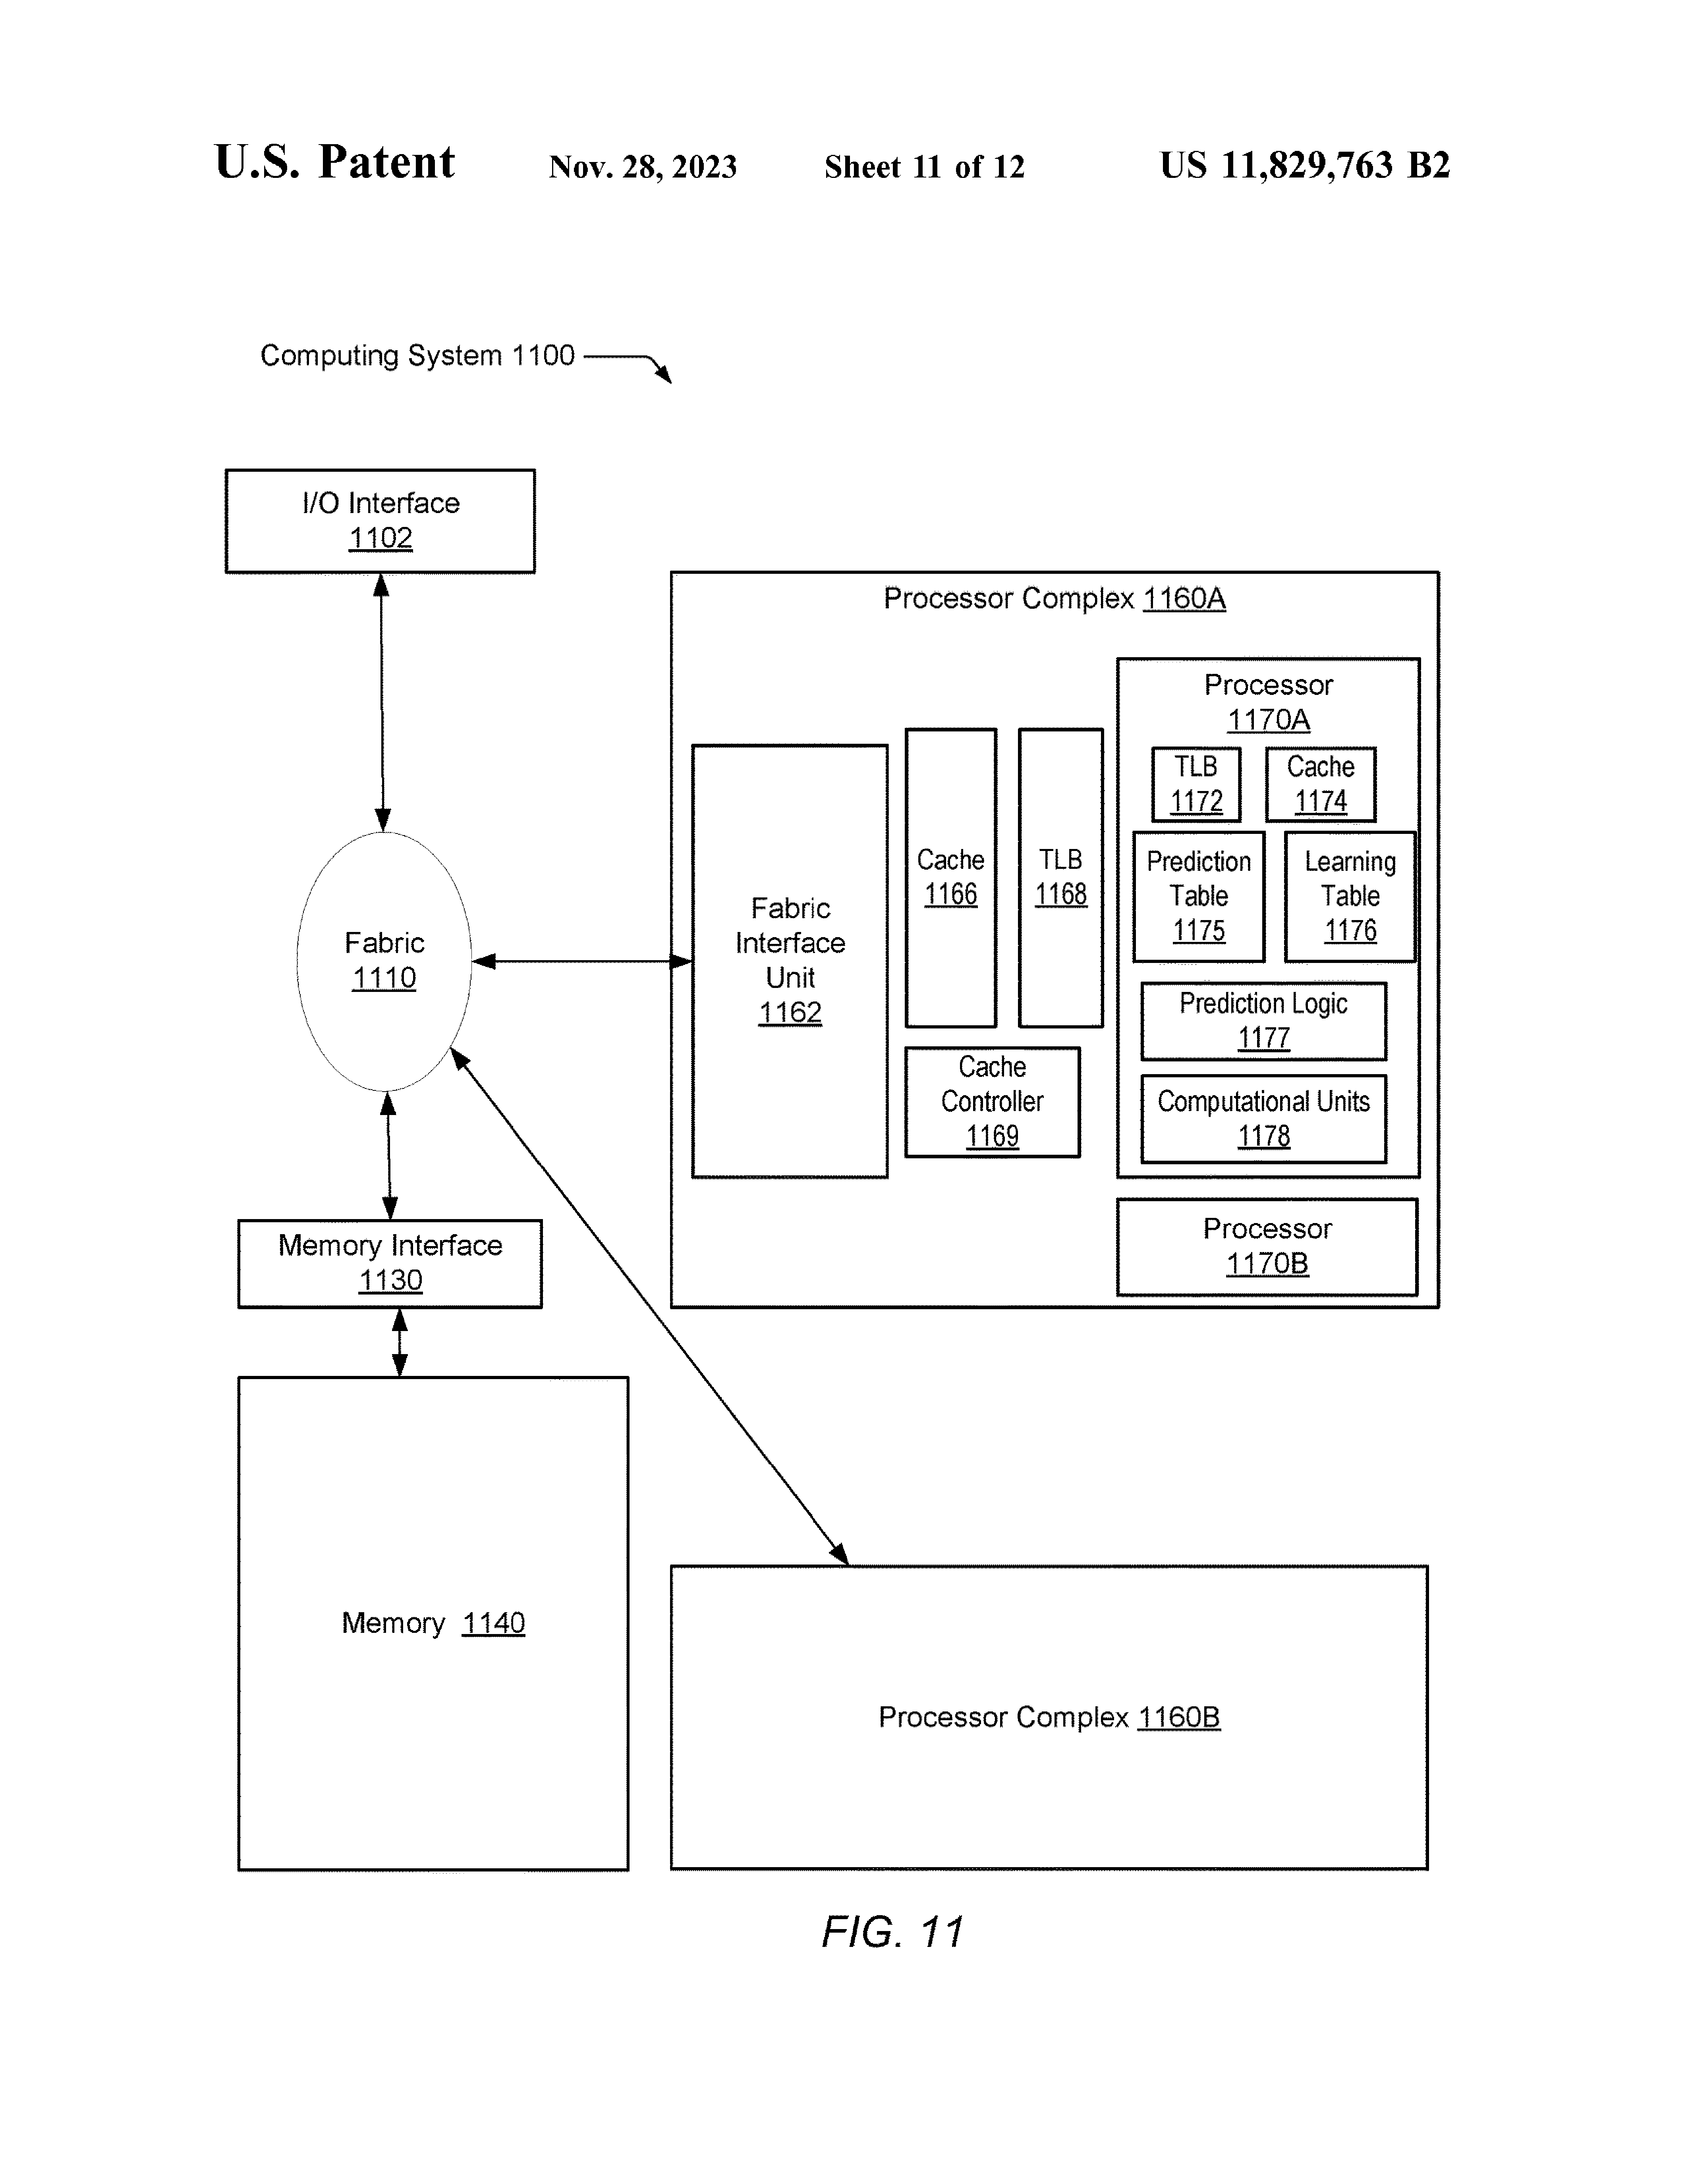 U.S. Patent Nov. 28, 2023 Sheet 11 of 12 US 11,829,763 B2
Computing System 1100
I/O Interface
1102
Fabric
1110
Memory Interface
1130
Memory 1140
Processor Complex 1160A
Fabric
Interface
Unit
1162
Cache
1166
TLB
1168
Cache
Controller
1169
Processor
1170A
TLB
1172
Cache
1174
Prediction
Table
1175
Learning
Table
1176
Prediction Logic
1177
Computational Units
1178
Processor
1170B
Processor Complex 1160B
FIG. 11